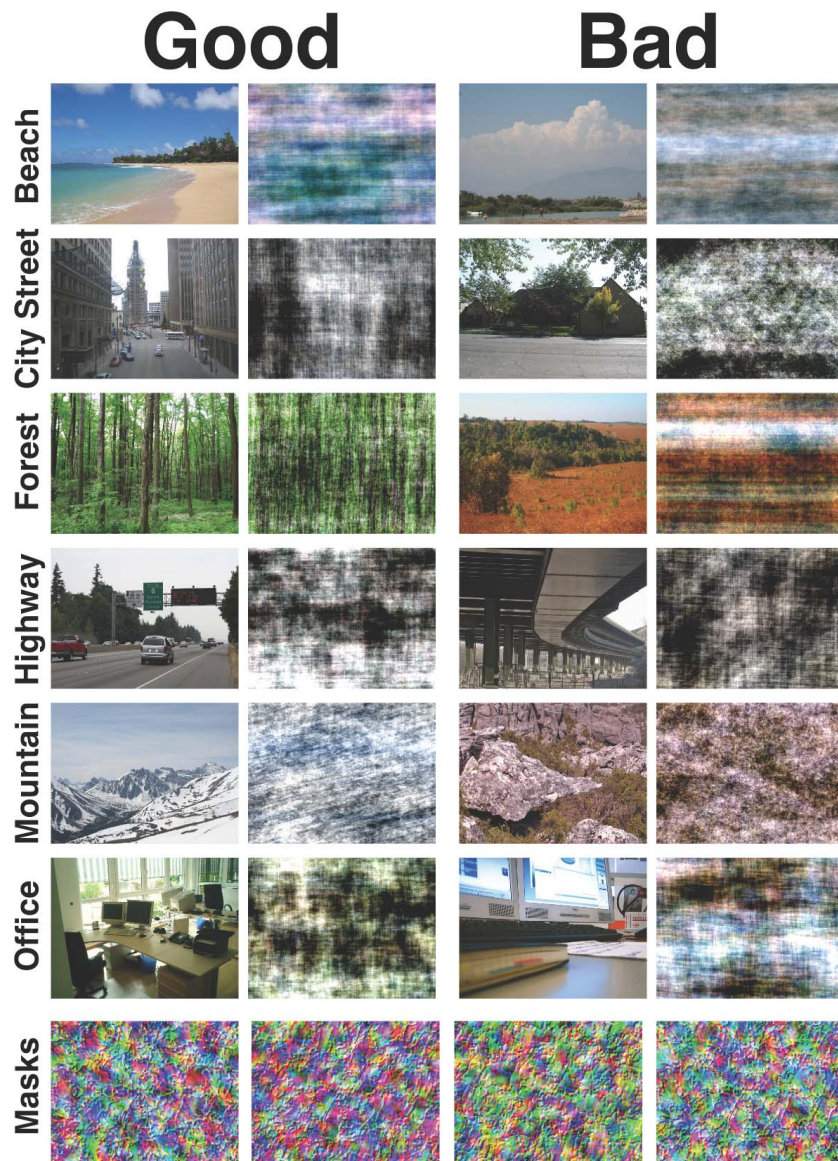 Good Bad
Beach
City Street
Forest
Highway
Mountain
Office
Masks